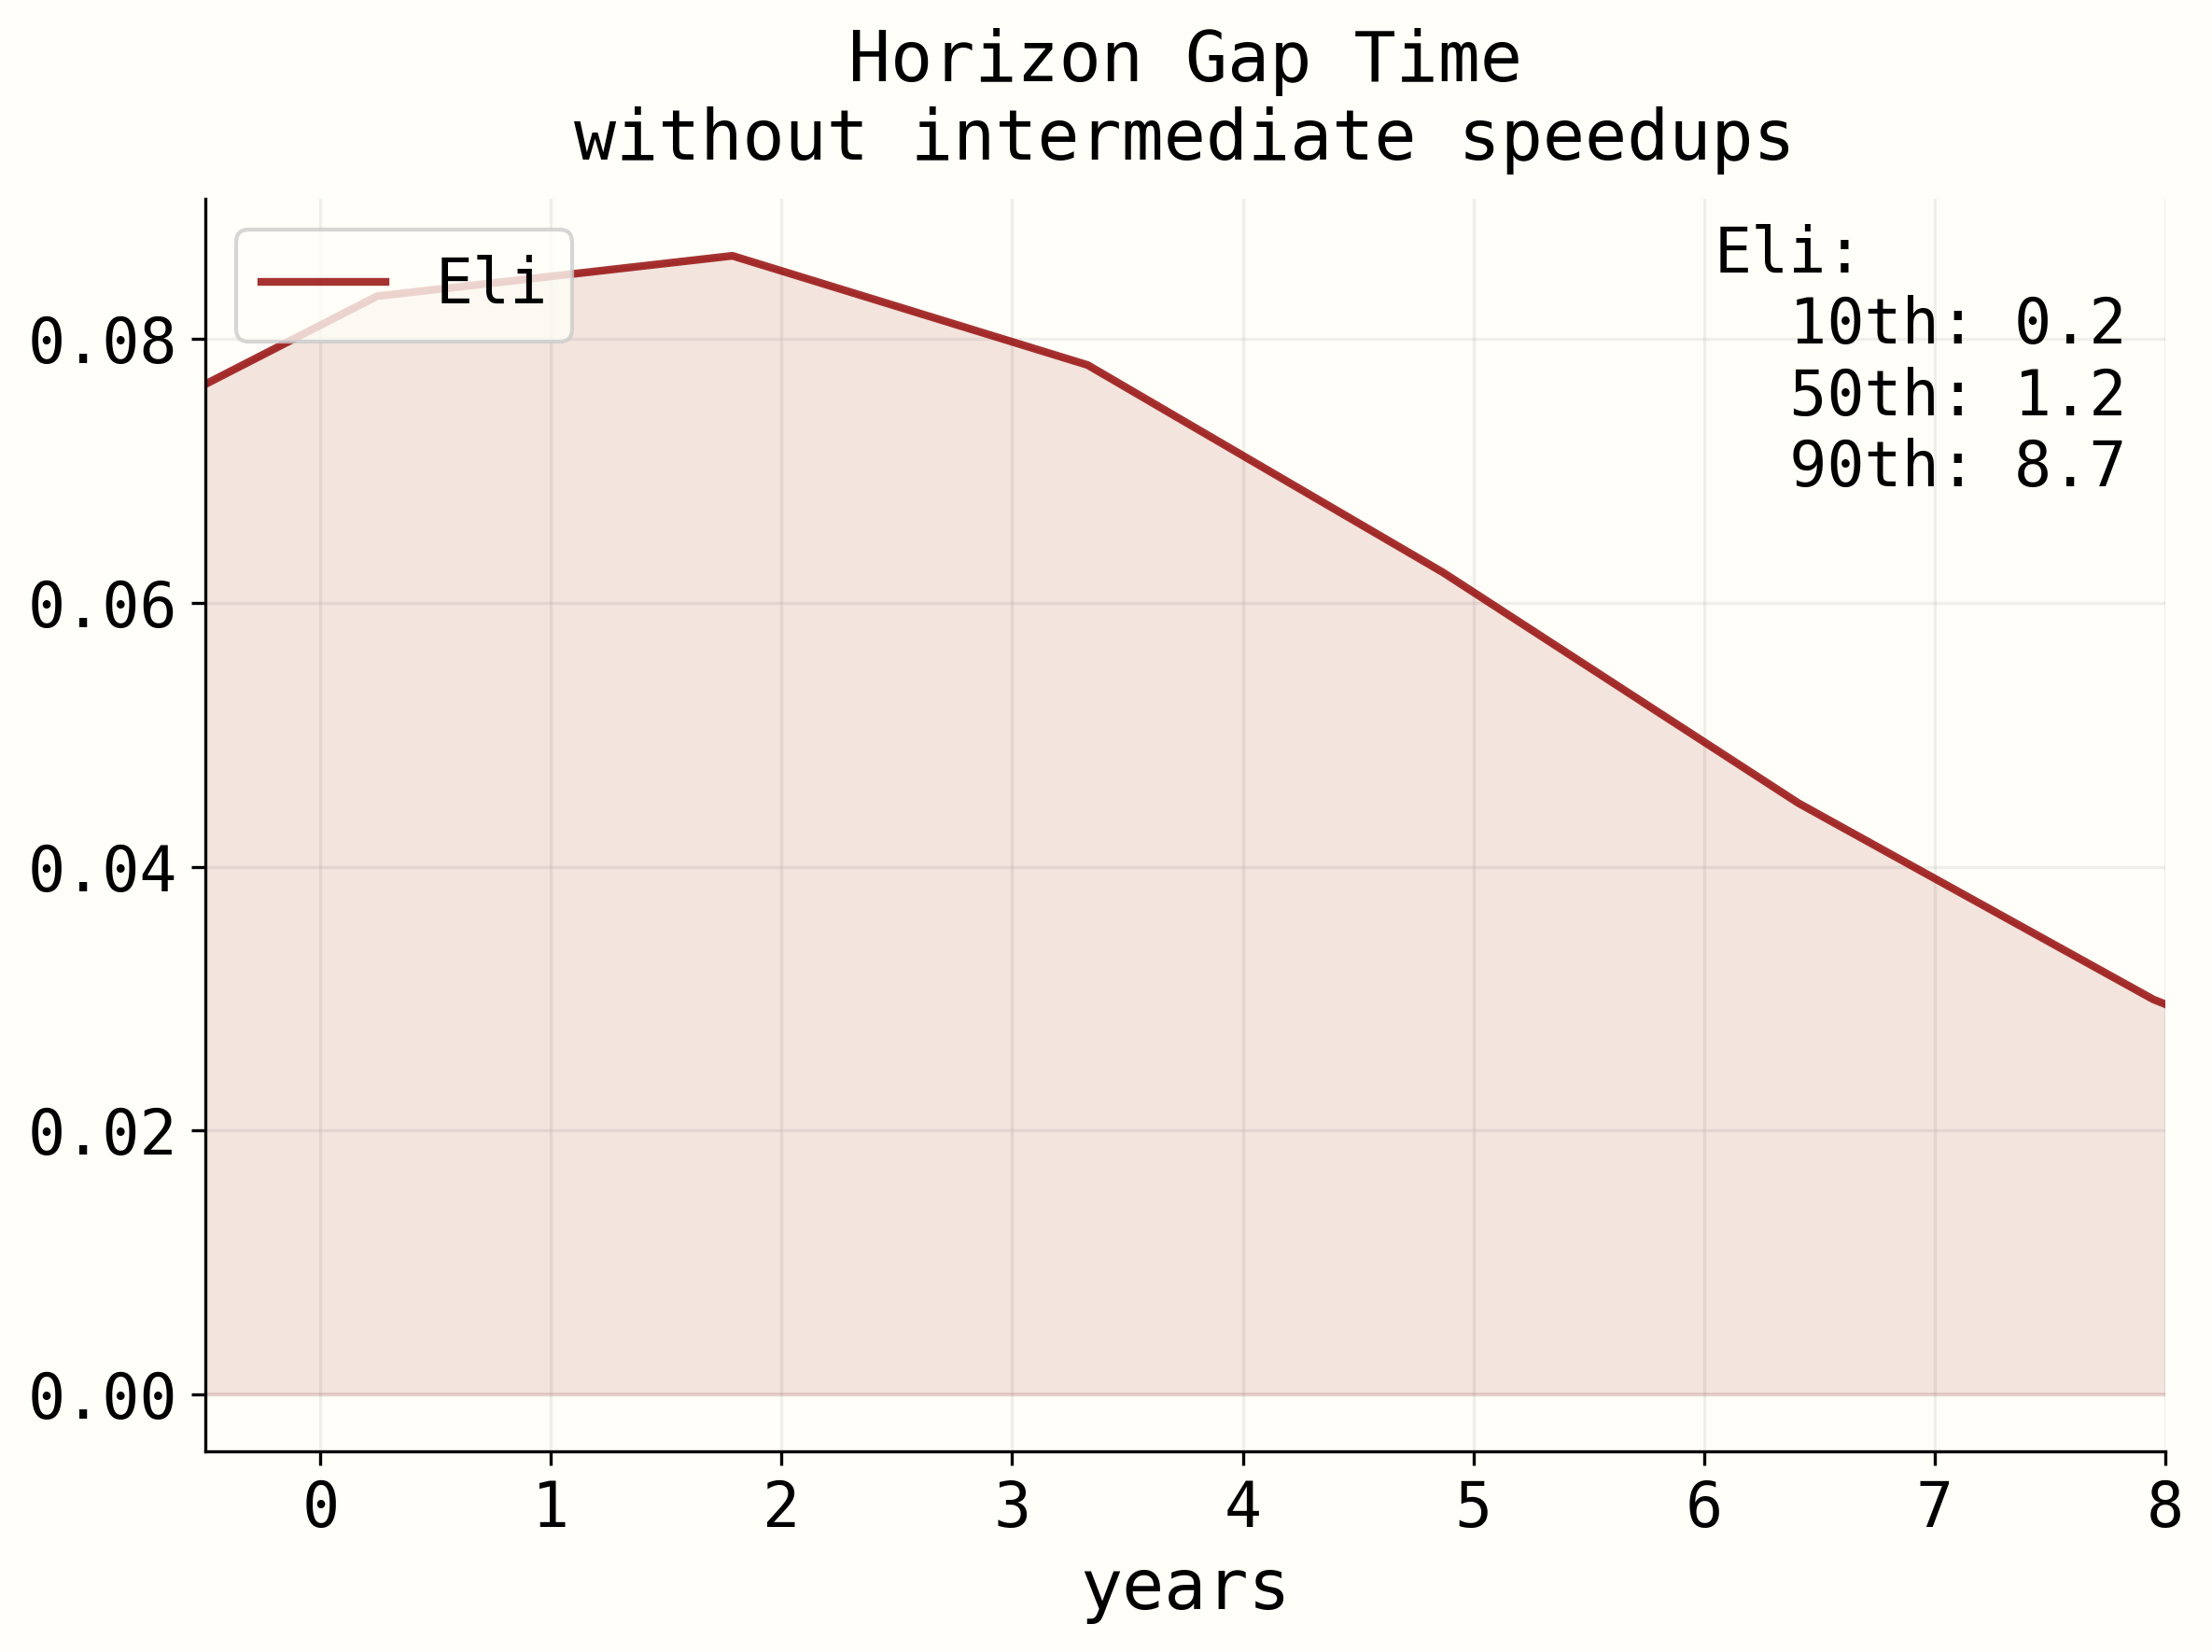 Horizon Gap Time
without intermediate speedups
Eli
Eli:
10th: 0.2
50th: 1.2
90th: 8.7
0.08
0.06
0.04
0.02
0.00
0 1 2 3 4 5 6 7 8
years